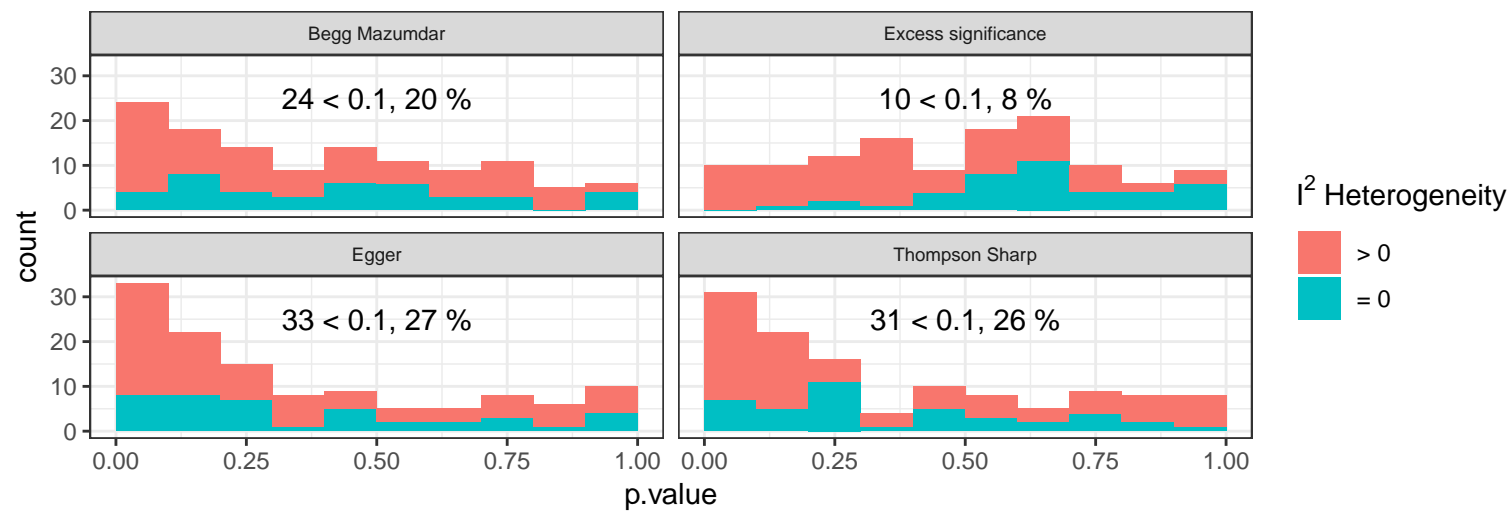 Begg Mazumdar
Excess significance
30
20
10
0
24 < 0.1, 20 %
10 < 0.1, 8 %
Egger
Thompson Sharp
30
20
10
0
33 < 0.1, 27 %
31 < 0.1, 26 %
0.00 0.25 0.50 0.75 1.00
0.00 0.25 0.50 0.75 1.00
p.value
count
I² Heterogeneity
> 0
= 0